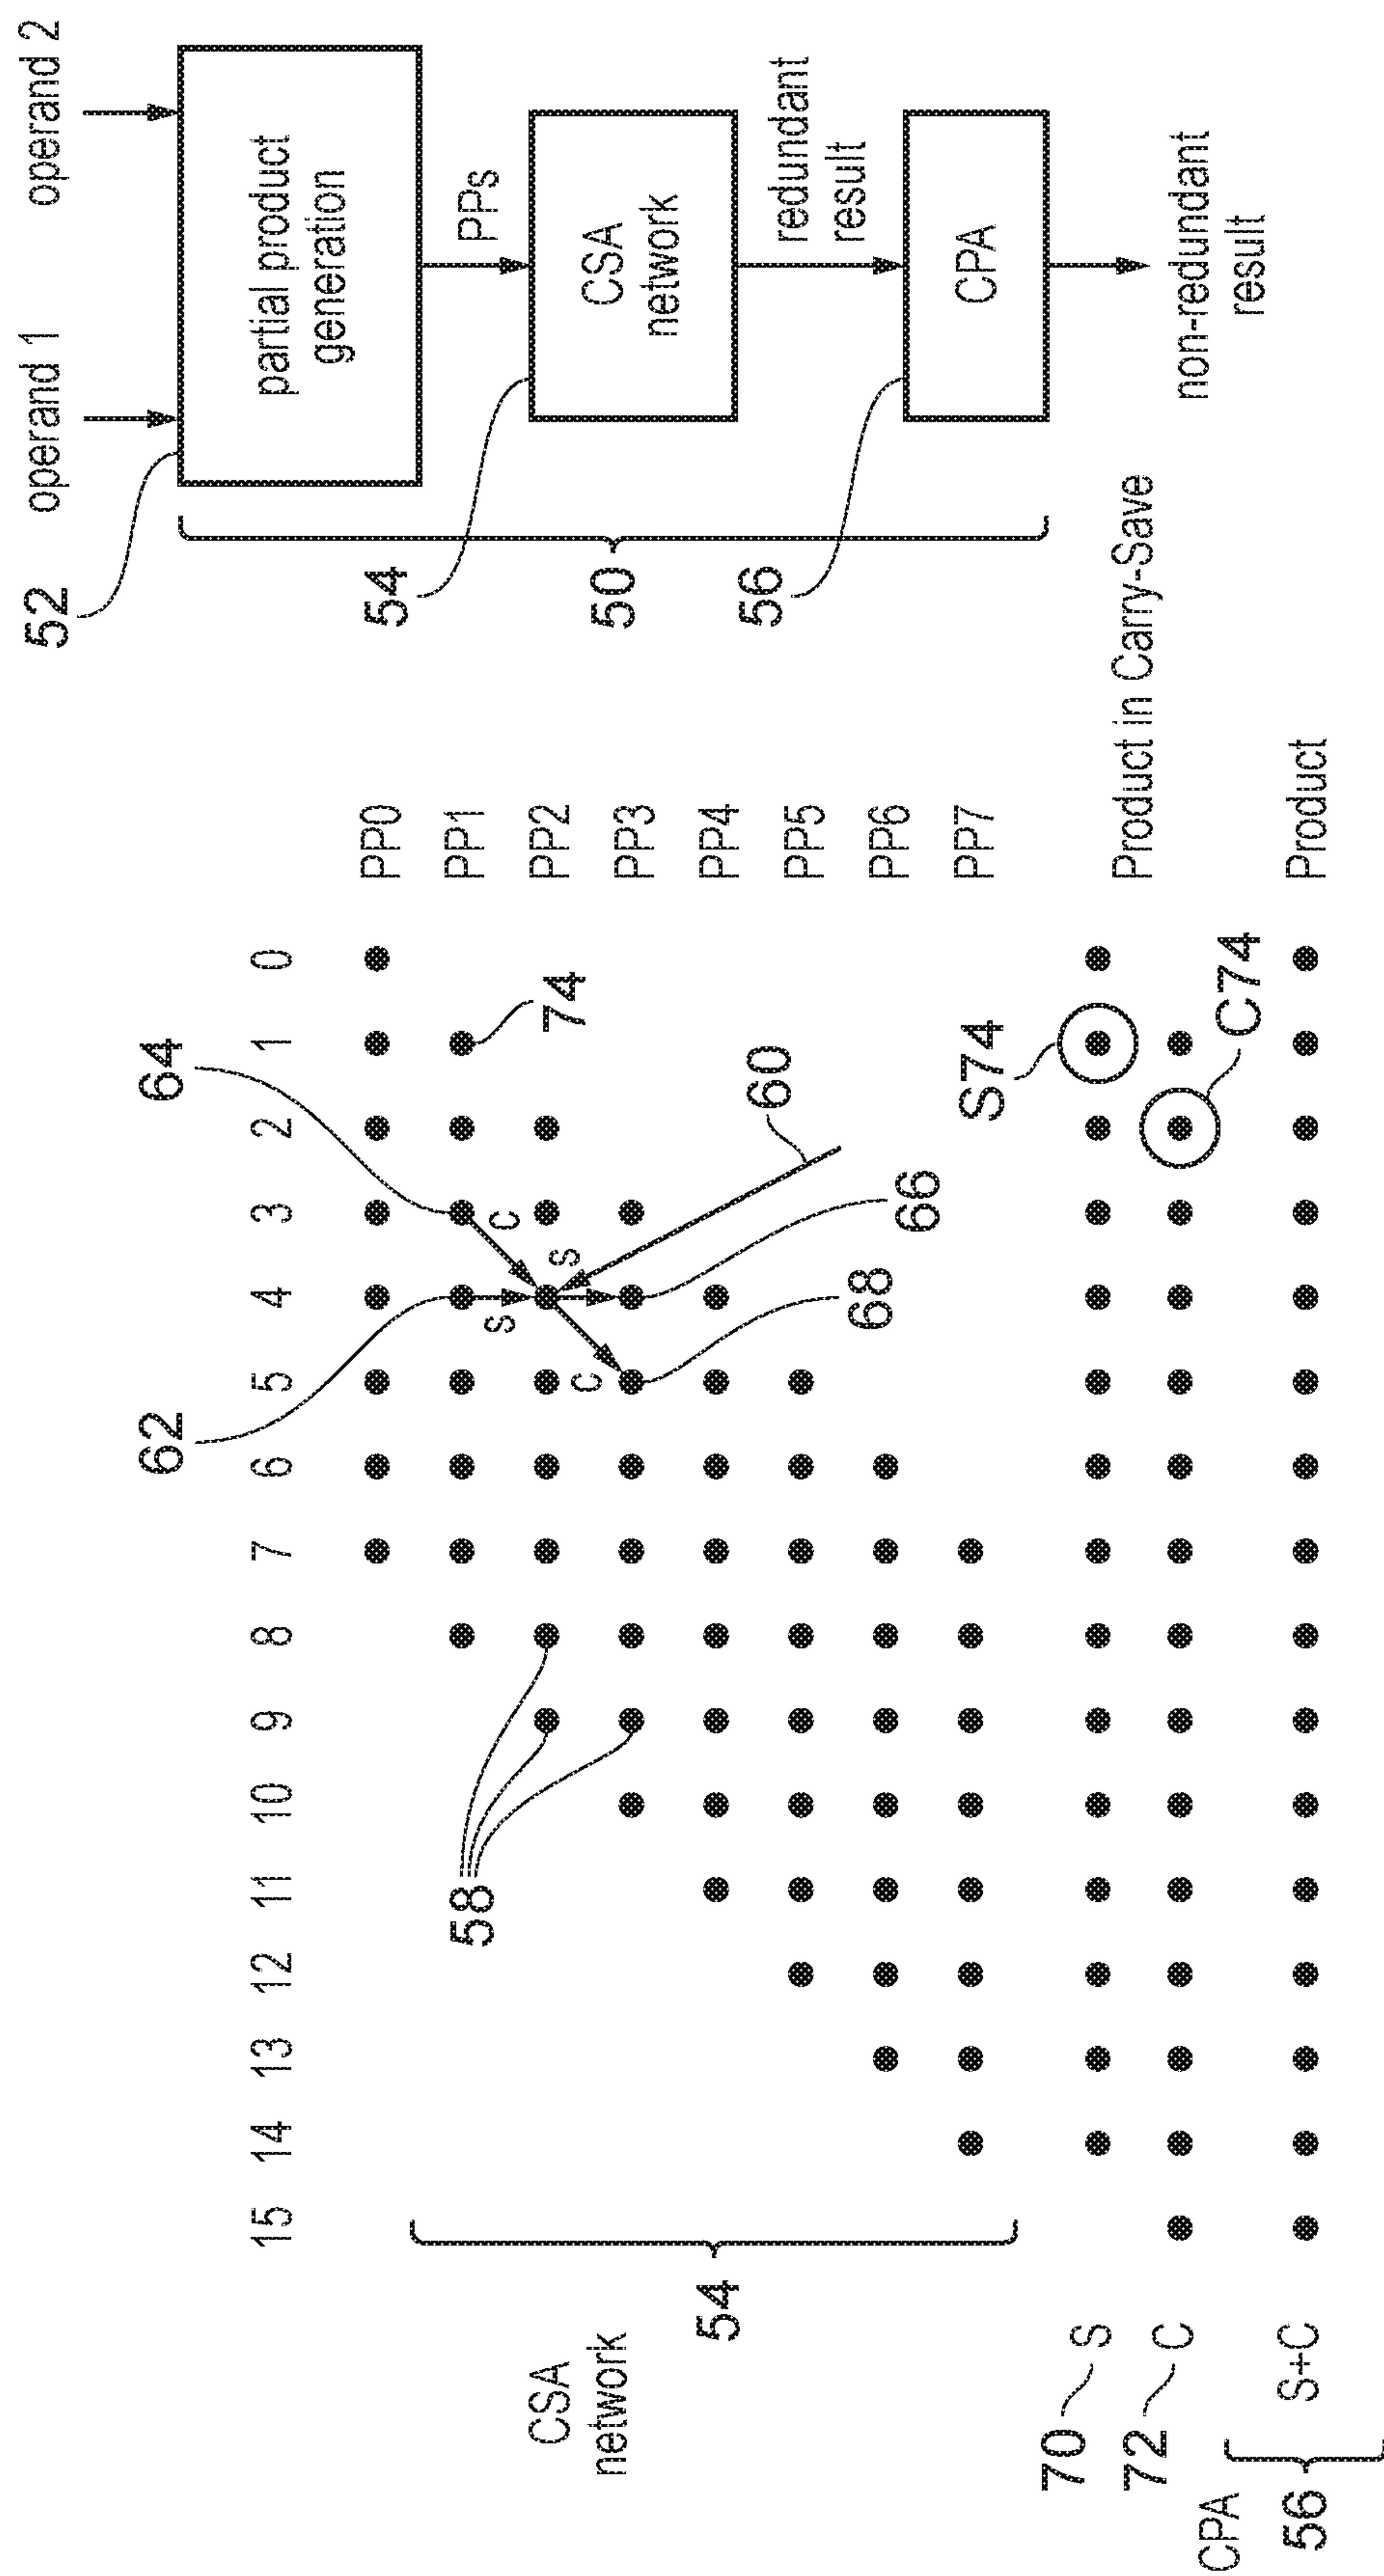 operand 1
operand 2
52
partial product
generation
PPs
54
CSA
network
50
redundant
result
56
CPA
non-redundant
result
64
62
15 14 13 12 11 10 9 8 7 6 5 4 3 2 1 0
PP0
58
c
s
74
PP1
CSA
network
PP2
s
c
PP3
54
60
PP4
PP5
68
66
PP6
PP7
S74
70
S
Product in Carry-Save
72
C
C74
CPA
56
S+C
Product